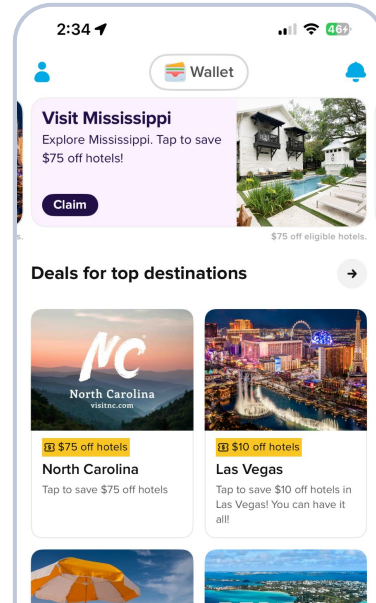 2:34
46
Wallet
Visit Mississippi
Explore Mississippi. Tap to save
$75 off hotels!
Claim
s.
$75 off eligible hotels.
Deals for top destinations
NC
North Carolina
visitnc.com
$75 off hotels
North Carolina
Tap to save $75 off hotels
$10 off hotels
Las Vegas
Tap to save $10 off hotels in
Las Vegas! You can have it
all!